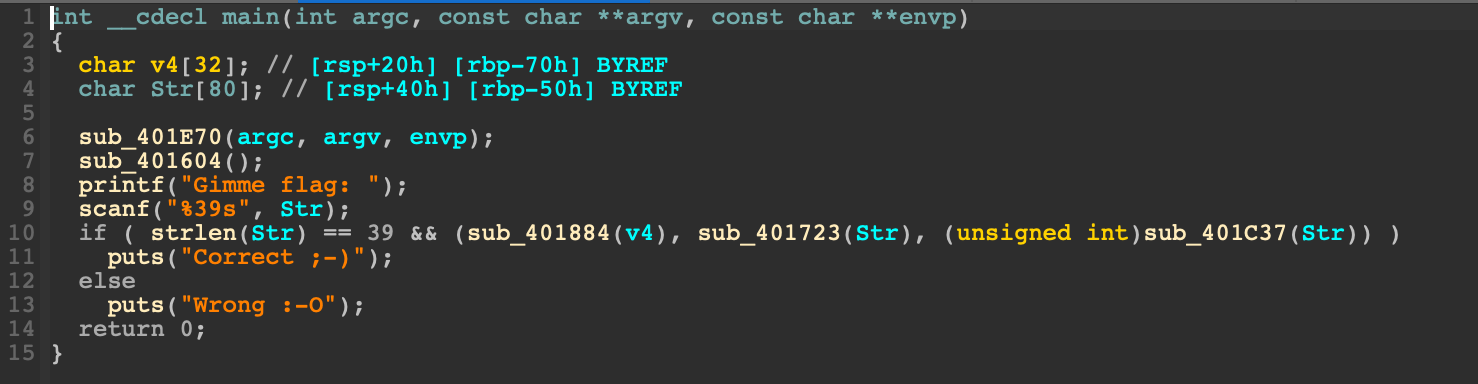 1 int __cdecl main(int argc, const char **argv, const char **envp)
2 {
3   char v4[32]; // [rsp+20h] [rbp-70h] BYREF
4   char Str[80]; // [rsp+40h] [rbp-50h] BYREF
5
6   sub_401E70(argc, argv, envp);
7   sub_401604();
8   printf("Gimme flag: ");
9   scanf("%39s", Str);
10   if ( strlen(Str) == 39 && (sub_401884(v4), sub_401723(Str), (unsigned int)sub_401C37(Str)) )
11     puts("Correct ;-)");
12   else
13     puts("Wrong :-O");
14   return 0;
15 }